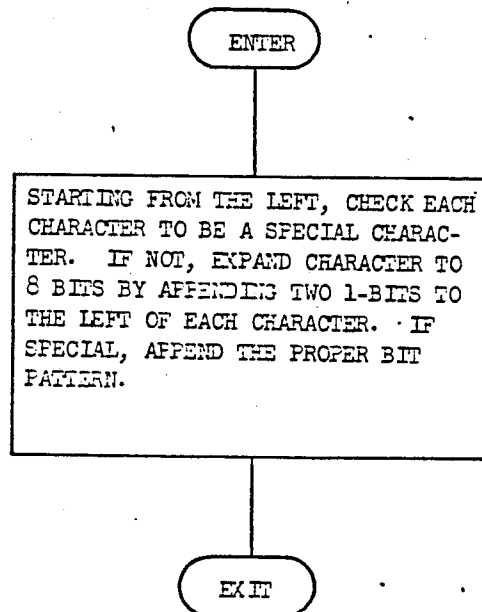 ENTER
STARTING FROM THE LEFT, CHECK EACH
CHARACTER TO BE A SPECIAL CHARAC-
TER. IF NOT, EXPAND CHARACTER TO
8 BITS BY APPENDING TWO 1-BITS TO
THE LEFT OF EACH CHARACTER. IF
SPECIAL, APPEND THE PROPER BIT
PATTERN.
EXIT